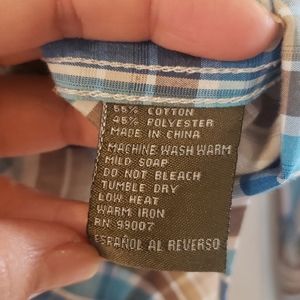 55% COTTON
45% POLYESTER
MADE IN CHINA
MACHINE WASH WARM
MILD SOAP
DO NOT BLEACH
TUMBLE DRY
LOW HEAT
WARM IRON
RN 99007
ESPAÑOL AL REVERSO